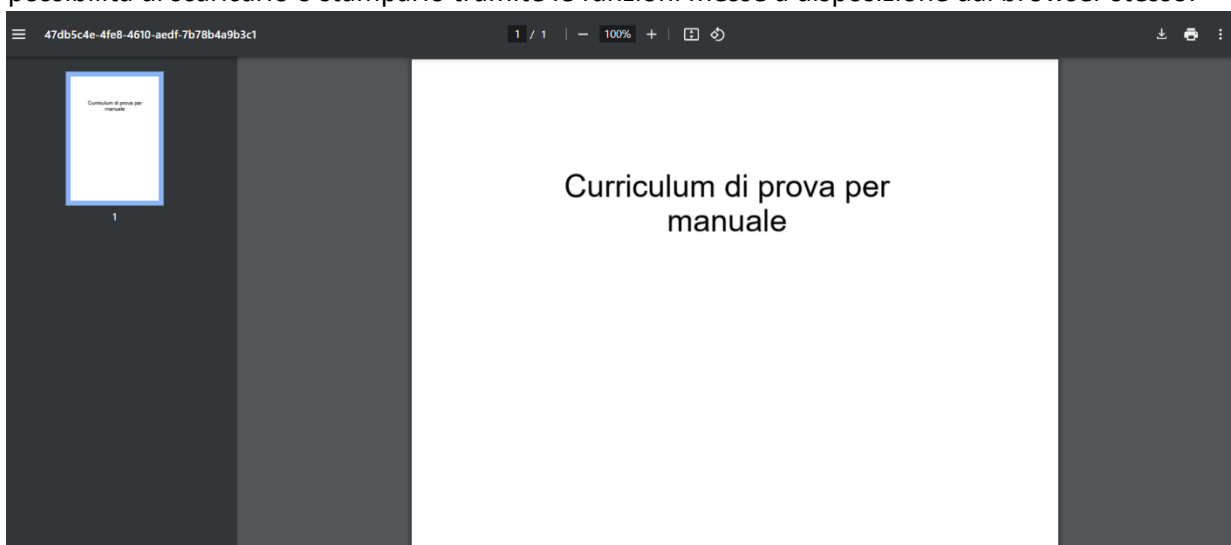 possibilità di scaricarlo o stamparlo tramite le funzioni messe a disposizione dal browser stesso.
47db5c4e-4fe8-4610-aedf-7b78b4a9b3c1 1 / 1 | − 100% + |
Curriculum di prova per
manuale
1
Curriculum di prova per
manuale